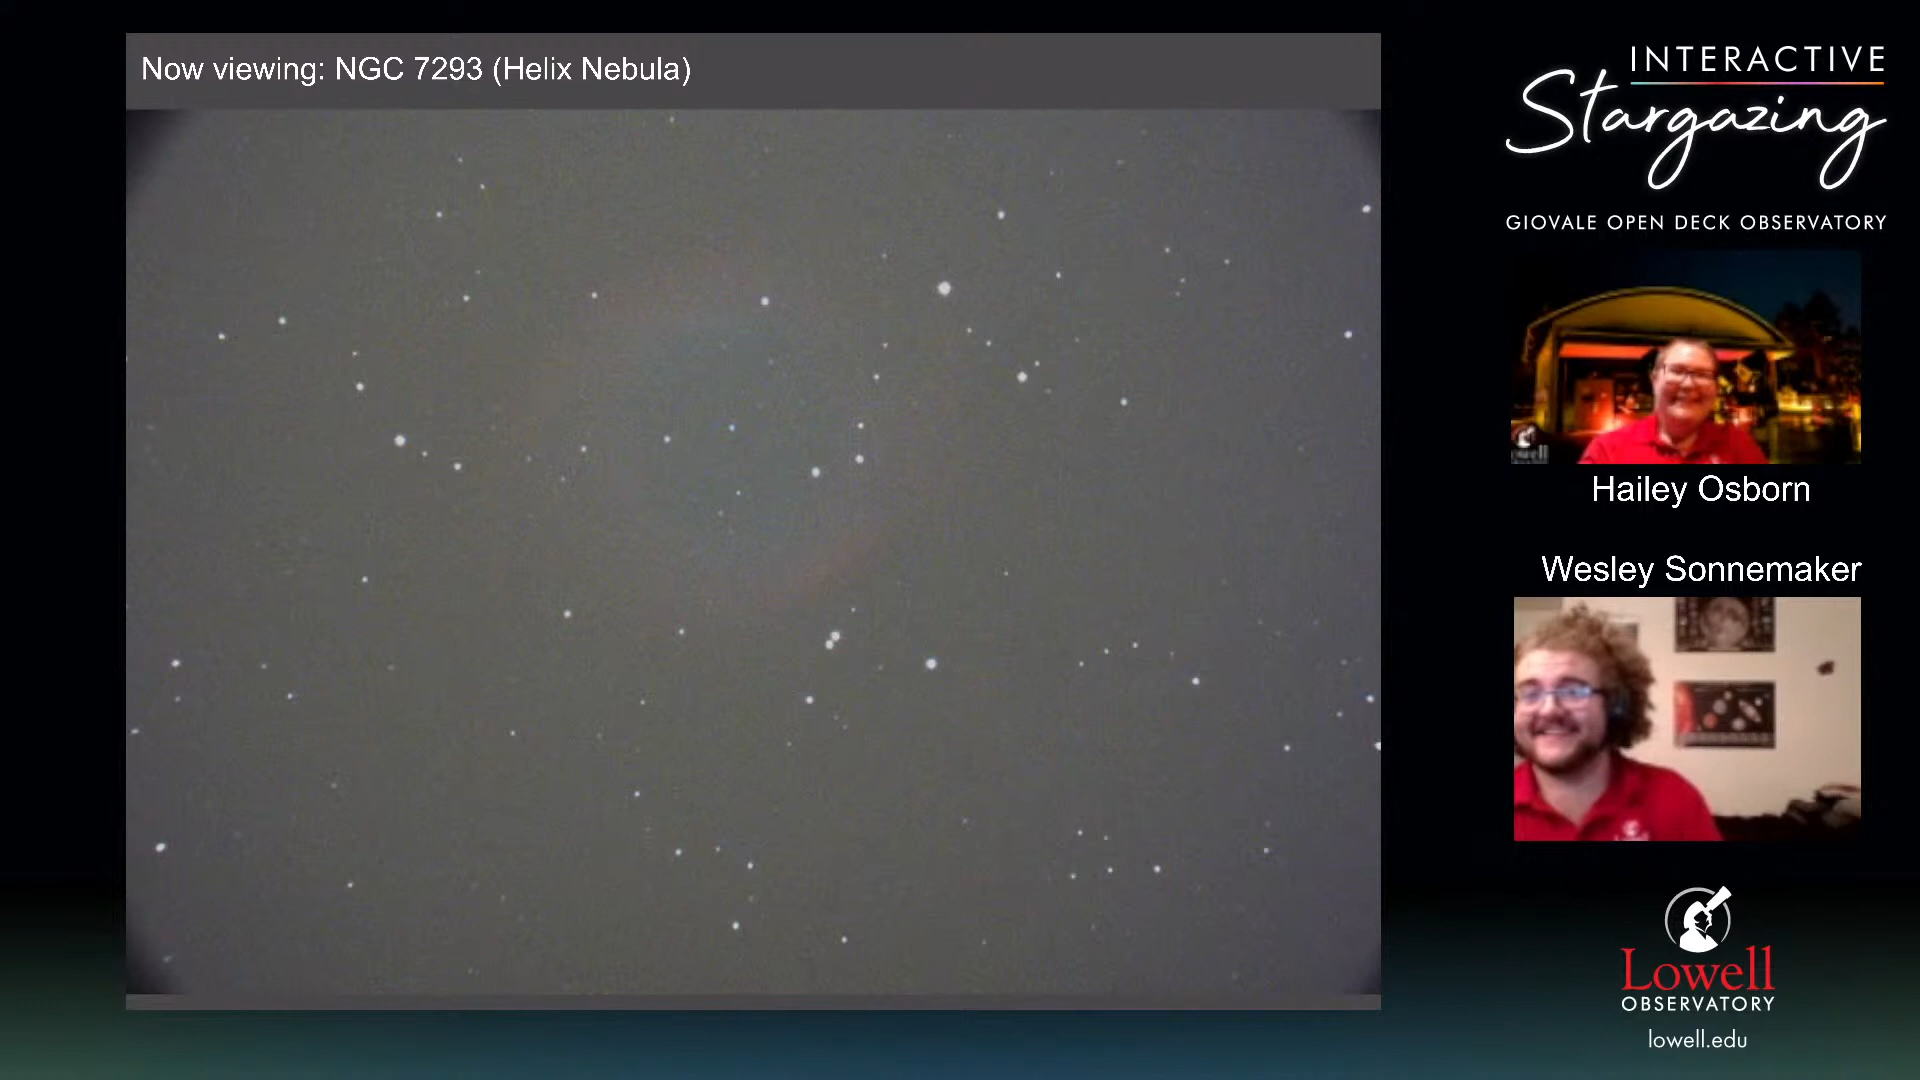 Now viewing: NGC 7293 (Helix Nebula)
INTERACTIVE
Stargazing
GIOVALE OPEN DECK OBSERVATORY
Hailey Osborn
Wesley Sonnemaker
LOWELL
OBSERVATORY
lowell.edu